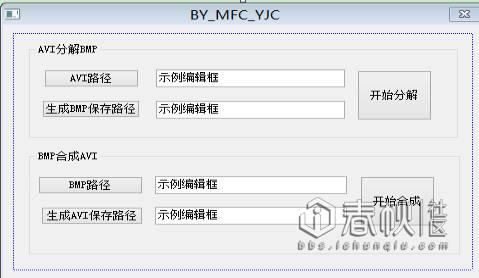 BY_MFC_YJC
AVI分解BMP
AVI路径 示例编辑框
生成BMP保存路径 示例编辑框
开始分解
BMP合成AVI
BMP路径 示例编辑框
生成AVI保存路径 示例编辑框
开始合成
春秋社区
bbs.ichunqiu.com